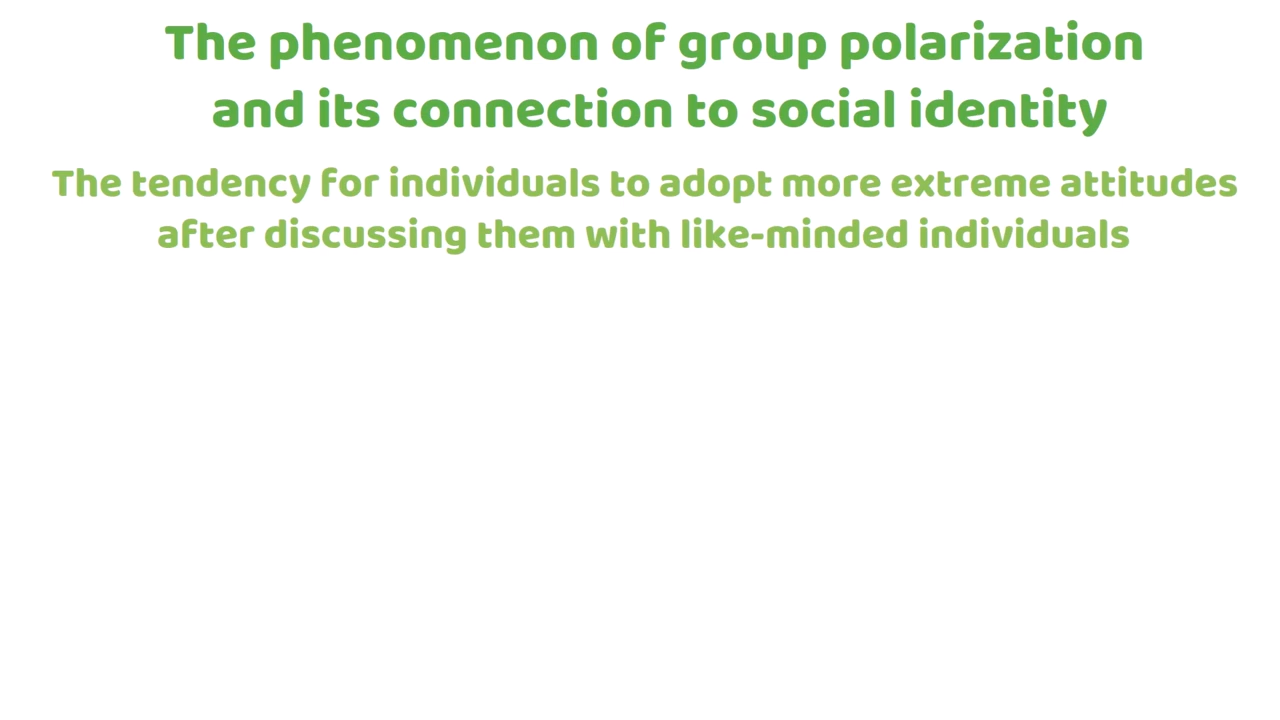 The phenomenon of group polarization
and its connection to social identity
The tendency for individuals to adopt more extreme attitudes
after discussing them with like-minded individuals